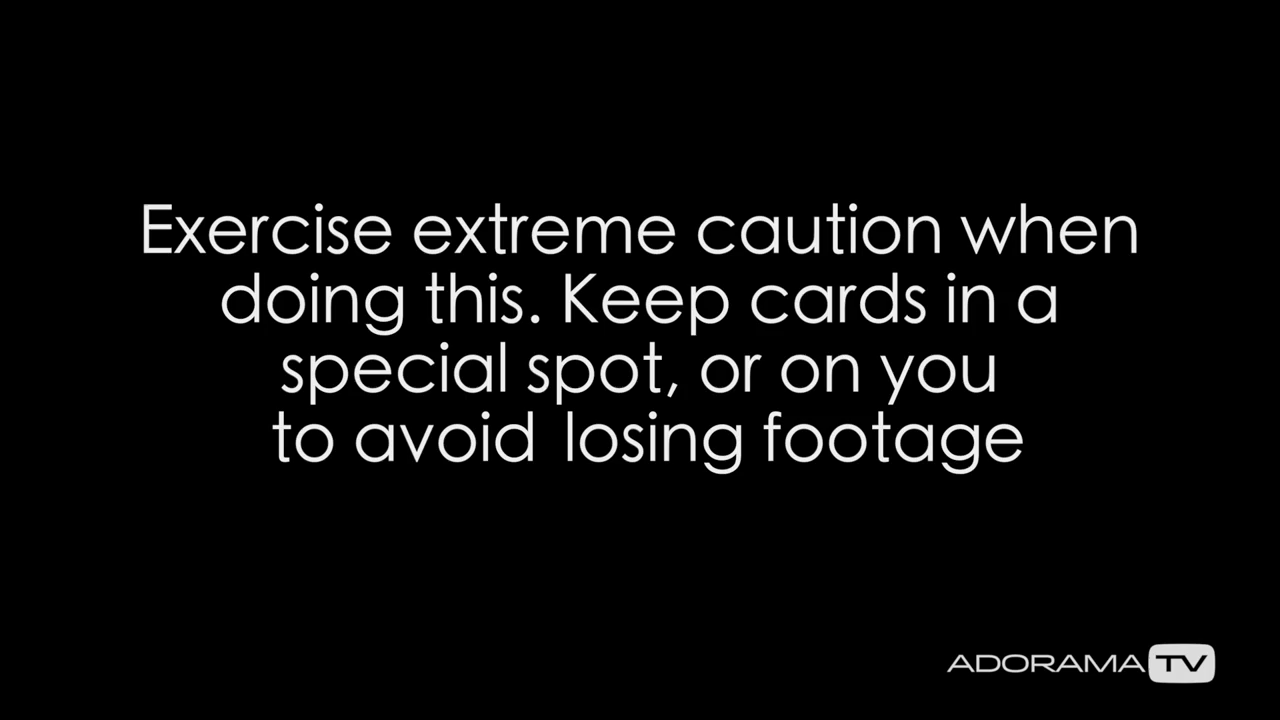 Exercise extreme caution when
doing this. Keep cards in a
special spot, or on you
to avoid losing footage
ADORAMA TV